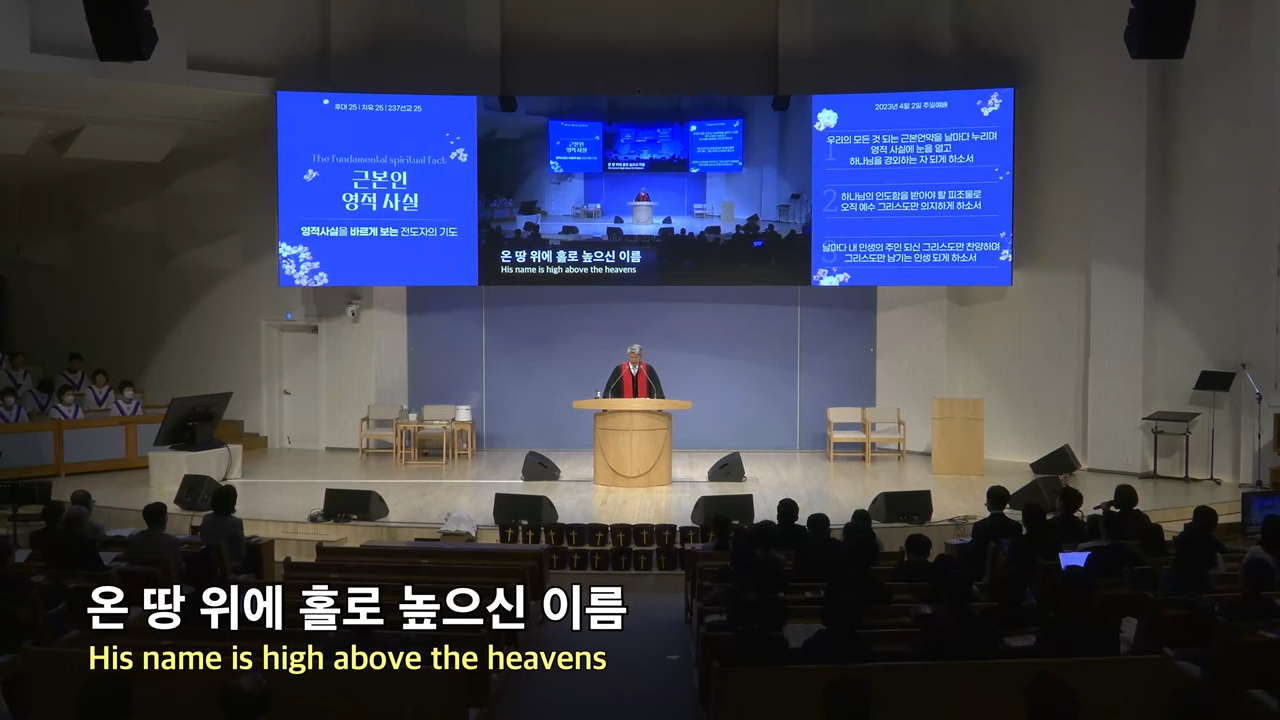 후대 25 | 치유 25 | 237선교 25
The fundamental spiritual fact
근본인
영적 사실
영적사실을 바르게 보는 전도자의 기도
근본인
영적 사실
온 땅 위에 홀로 높으신 이름
His name is high above the heavens
2023년 4월 2일 주일예배
1
우리의 모든 것 되는 근본언약을 날마다 누리며
영적 사실에 눈을 열고
하나님을 경외하는 자 되게 하소서
2
하나님의 인도함을 받아야 할 피조물로
오직 예수 그리스도만 의지하게 하소서
3
날마다 내 인생의 주인 되신 그리스도만 찬양하며
그리스도만 남기는 인생 되게 하소서
온 땅 위에 홀로 높으신 이름
His name is high above the heavens